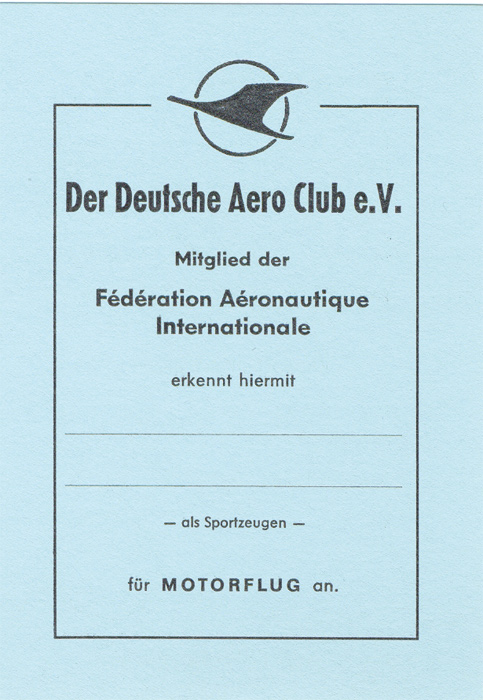 Der Deutsche Aero Club e.V.
Mitglied der
Fédération Aéronautique
Internationale
erkennt hiermit
— als Sportzeugen —
für MOTORFLUG an.